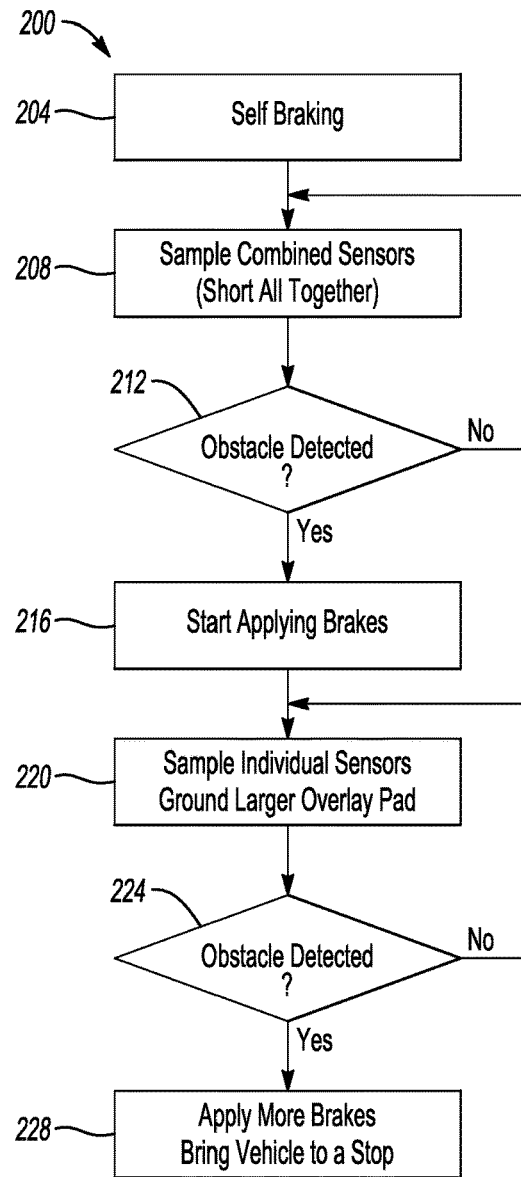 200
204
Self Braking
208
Sample Combined Sensors
(Short All Together)
212
Obstacle Detected
?
No
Yes
216
Start Applying Brakes
220
Sample Individual Sensors
Ground Larger Overlay Pad
224
Obstacle Detected
?
No
Yes
228
Apply More Brakes
Bring Vehicle to a Stop